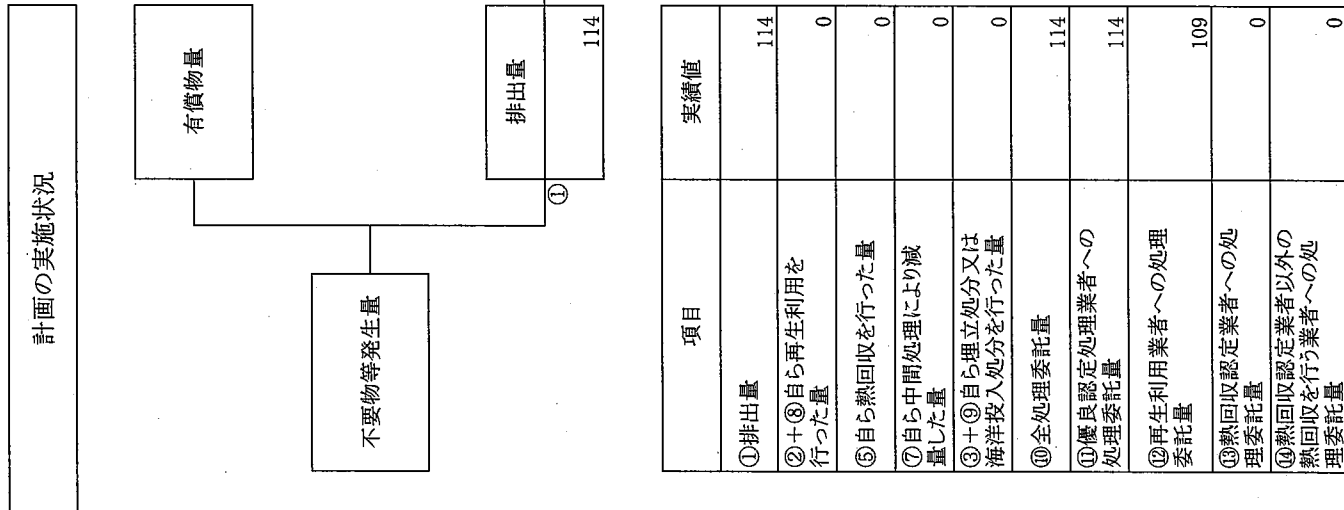 計画の実施状況
不要物等発生量
有償物量
①
排出量
114
項目
実績値
①排出量
114
②+⑧自ら再生利用を
行った量
0
⑤自ら熱回収を行った量
0
⑦自ら中間処理により減
量した量
0
③+⑨自ら埋立処分又は
海洋投入処分を行った量
0
⑩全処理委託量
114
⑪優良認定処理業者への
処理委託量
114
⑫再生利用業者への処理
委託量
109
⑬熱回収認定業者への処
理委託量
0
⑭熱回収認定業者以外の
熱回収を行う業者への処
理委託量
0